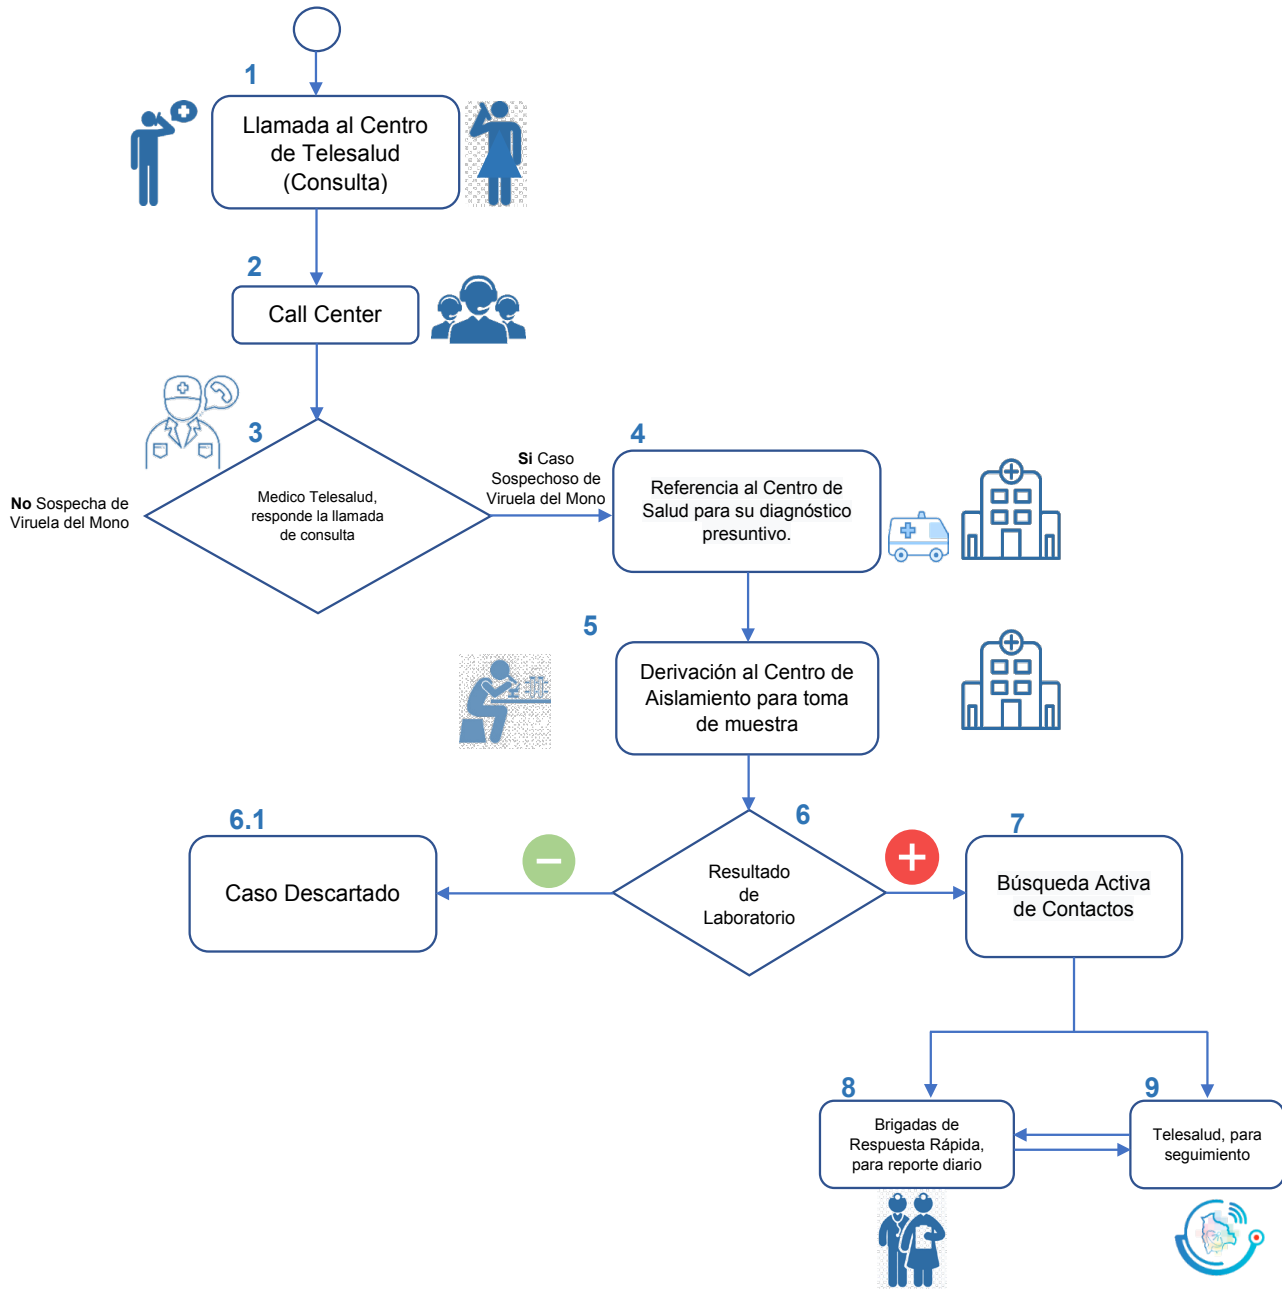 1
Llamada al Centro
de Telesalud
(Consulta)
2
Call Center
3
Medico Telesalud,
responde la llamada
de consulta
No Sospecha de
Viruela del Mono
Si Caso
Sospechoso de
Viruela del Mono
4
Referencia al Centro de
Salud para su diagnóstico
presuntivo.
5
Derivación al Centro de
Aislamiento para toma
de muestra
6
Resultado
de
Laboratorio
6.1
Caso Descartado
7
Búsqueda Activa
de Contactos
8
Brigadas de
Respuesta Rápida,
para reporte diario
9
Telesalud, para
seguimiento